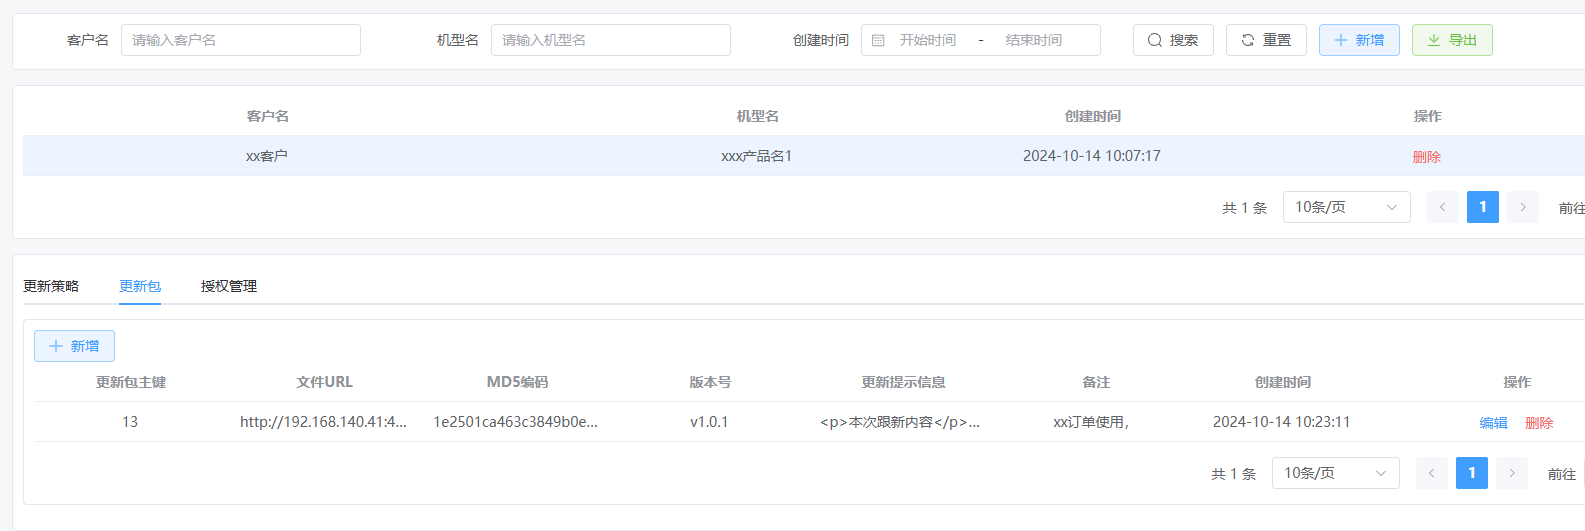 客户名 请输入客户名 机型名 请输入机型名 创建时间 开始时间 - 结束时间 搜索 重置 新增 导出
客户名 机型名 创建时间 操作
xx客户 xxx产品名1 2024-10-14 10:07:17 删除
共 1 条 10条/页 1 前往
更新策略 更新包 授权管理
新增
更新包主键 文件URL MD5编码 版本号 更新提示信息 备注 创建时间 操作
13 http://192.168.140.41:4... 1e2501ca463c3849b0e... v1.0.1 <p>本次跟新内容</p>... xx订单使用, 2024-10-14 10:23:11 编辑 删除
共 1 条 10条/页 1 前往